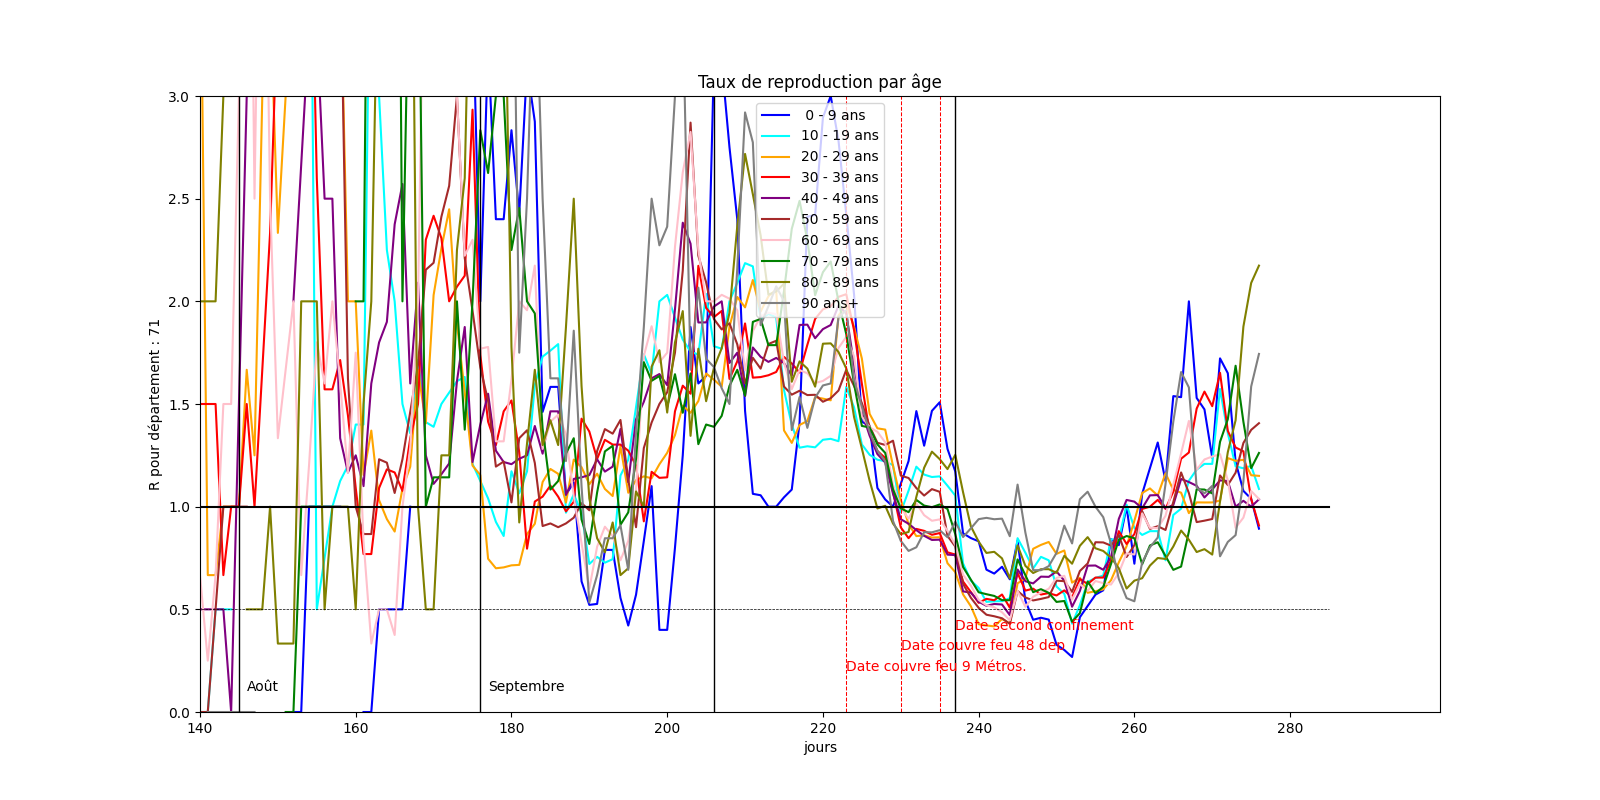 Taux de reproduction par âge
R pour département : 71
3.0
2.5
2.0
1.5
1.0
0.5
0.0
0 - 9 ans
10 - 19 ans
20 - 29 ans
30 - 39 ans
40 - 49 ans
50 - 59 ans
60 - 69 ans
70 - 79 ans
80 - 89 ans
90 ans+
Date second confinement
Date couvre feu 48 dep
Date couvre feu 9 Métros.
Août
Septembre
140 160 180 200 220 240 260 280
jours